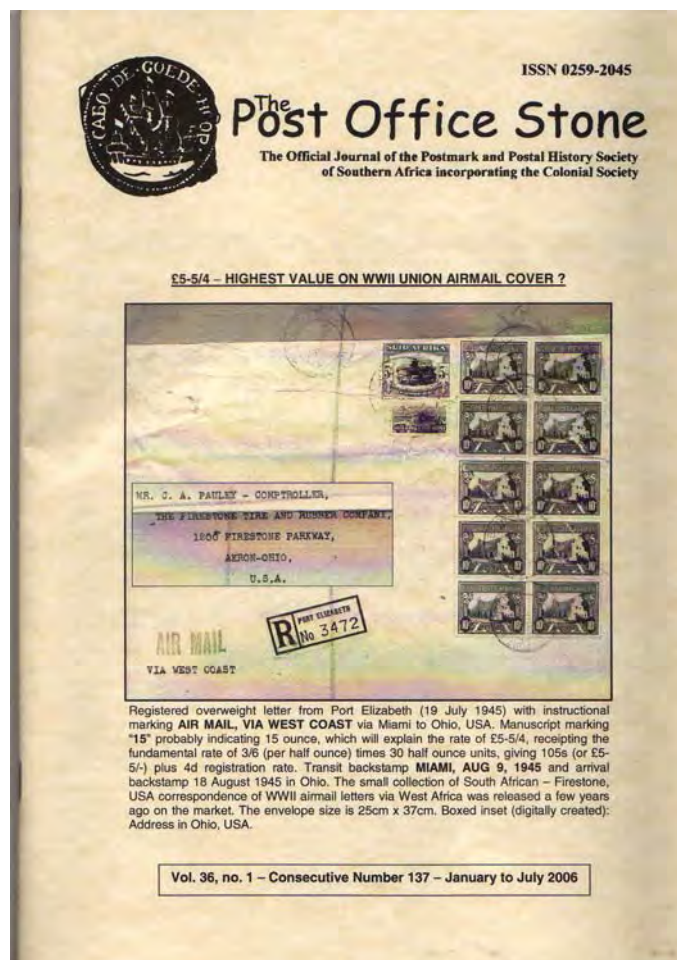 CABO·DE·GOEDE·HOOP
ISSN 0259-2045
The
Post Office Stone
The Official Journal of the Postmark and Postal History Society
of Southern Africa incorporating the Colonial Society
£5-5/4 – HIGHEST VALUE ON WWII UNION AIRMAIL COVER ?
SUID-AFRIKA
MR. C. A. PAULEY - COMPTROLLER,
THE FIRESTONE TIRE AND RUBBER COMPANY,
1200 FIRESTONE PARKWAY,
AKRON-OHIO,
U.S.A.
AIR MAIL
VIA WEST COAST
R
PORT ELIZABETH
No 3472
Registered overweight letter from Port Elizabeth (19 July 1945) with instructional
marking AIR MAIL, VIA WEST COAST via Miami to Ohio, USA. Manuscript marking
"15" probably indicating 15 ounce, which will explain the rate of £5-5/4, receipting the
fundamental rate of 3/6 (per half ounce) times 30 half ounce units, giving 105s (or £5-
5/-) plus 4d registration rate. Transit backstamp MIAMI, AUG 9, 1945 and arrival
backstamp 18 August 1945 in Ohio. The small collection of South African – Firestone,
USA correspondence of WWII airmail letters via West Africa was released a few years
ago on the market. The envelope size is 25cm x 37cm. Boxed inset (digitally created):
Address in Ohio, USA.
Vol. 36, no. 1 – Consecutive Number 137 – January to July 2006